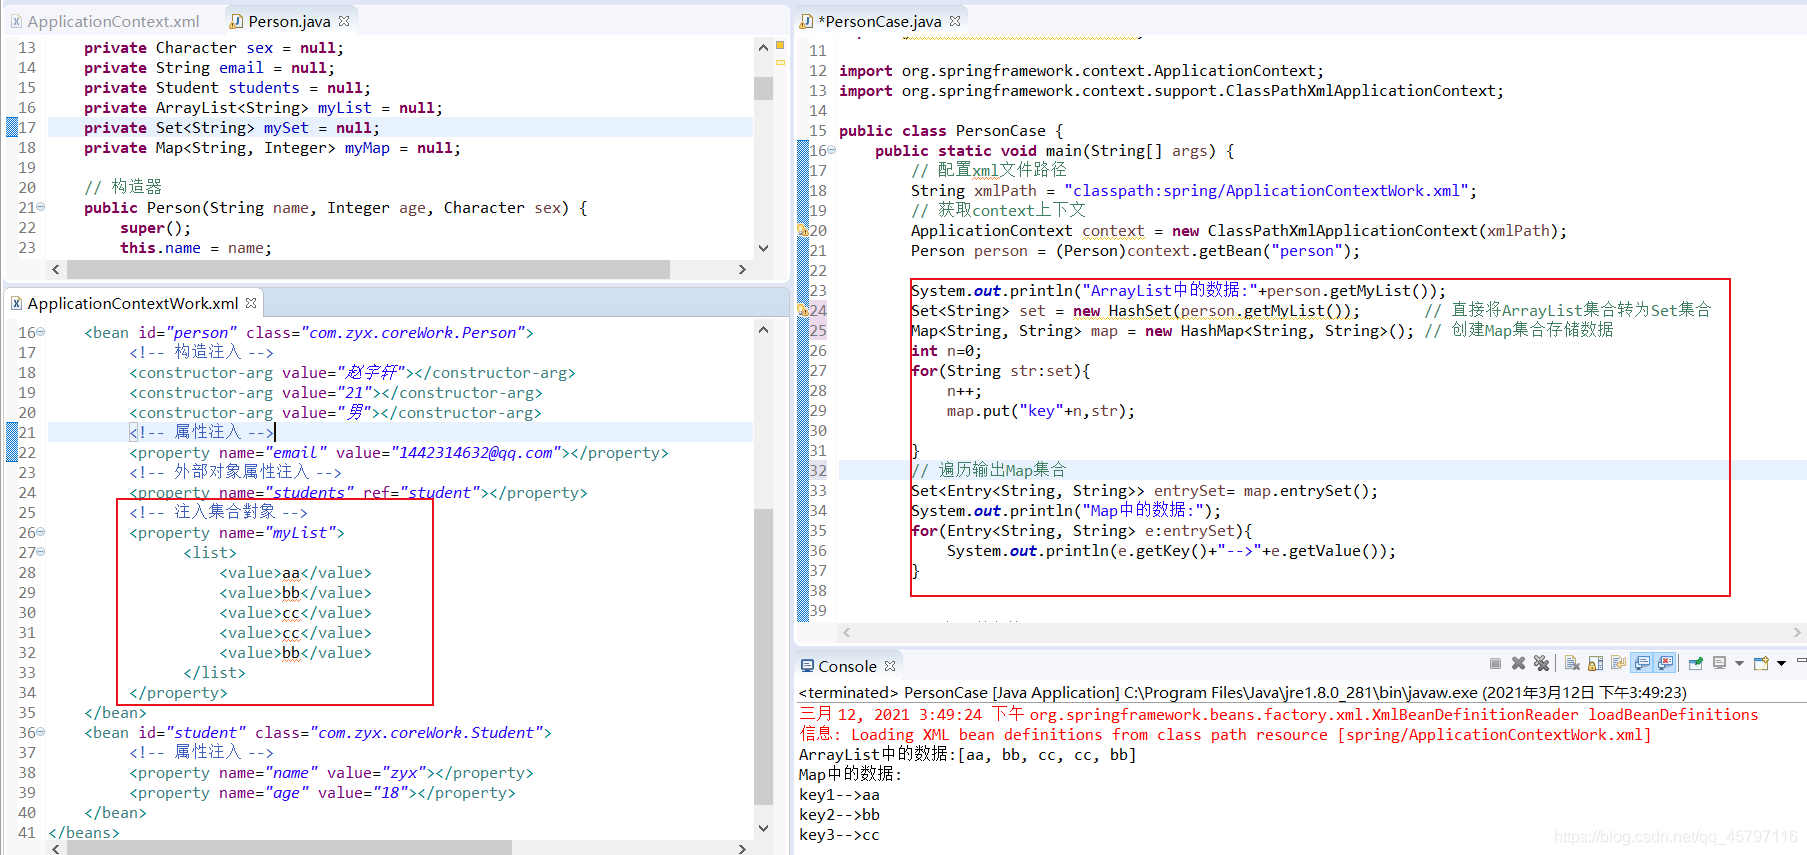 ApplicationContext.xml
Person.java
13 private Character sex = null;
14 private String email = null;
15 private Student students = null;
16 private ArrayList<String> myList = null;
17 private Set<String> mySet = null;
18 private Map<String, Integer> myMap = null;
19
20 // 构造器
21 public Person(String name, Integer age, Character sex) {
22 super();
23 this.name = name;
ApplicationContextWork.xml
16 <bean id="person" class="com.zyx.coreWork.Person">
17 <!-- 构造注入 -->
18 <constructor-arg value="赵宇轩"></constructor-arg>
19 <constructor-arg value="21"></constructor-arg>
20 <constructor-arg value="男"></constructor-arg>
21 <!-- 属性注入 -->
22 <property name="email" value="1442314632@qq.com"></property>
23 <!-- 外部对象属性注入 -->
24 <property name="students" ref="student"></property>
25 <!-- 注入集合對象 -->
26 <property name="myList">
27 <list>
28 <value>aa</value>
29 <value>bb</value>
30 <value>cc</value>
31 <value>cc</value>
32 <value>bb</value>
33 </list>
34 </property>
35 </bean>
36 <bean id="student" class="com.zyx.coreWork.Student">
37 <!-- 属性注入 -->
38 <property name="name" value="zyx"></property>
39 <property name="age" value="18"></property>
40 </bean>
41 </beans>
*PersonCase.java
11
12 import org.springframework.context.ApplicationContext;
13 import org.springframework.context.support.ClassPathXmlApplicationContext;
14
15 public class PersonCase {
16 public static void main(String[] args) {
17 // 配置xml文件路径
18 String xmlPath = "classpath:spring/ApplicationContextWork.xml";
19 // 获取context上下文
20 ApplicationContext context = new ClassPathXmlApplicationContext(xmlPath);
21 Person person = (Person)context.getBean("person");
22
23 System.out.println("ArrayList中的数据:"+person.getMyList());
24 Set<String> set = new HashSet(person.getMyList()); // 直接将ArrayList集合转为Set集合
25 Map<String, String> map = new HashMap<String, String>(); // 创建Map集合存储数据
26 int n=0;
27 for(String str:set){
28 n++;
29 map.put("key"+n,str);
30
31 }
32 // 遍历输出Map集合
33 Set<Entry<String, String>> entrySet= map.entrySet();
34 System.out.println("Map中的数据:");
35 for(Entry<String, String> e:entrySet){
36 System.out.println(e.getKey()+"-->"+e.getValue());
37 }
38
39
Console
<terminated> PersonCase [Java Application] C:\Program Files\Java\jre1.8.0_281\bin\javaw.exe (2021年3月12日 下午3:49:23)
三月 12, 2021 3:49:24 下午 org.springframework.beans.factory.xml.XmlBeanDefinitionReader loadBeanDefinitions
信息: Loading XML bean definitions from class path resource [spring/ApplicationContextWork.xml]
ArrayList中的数据:[aa, bb, cc, cc, bb]
Map中的数据:
key1-->aa
key2-->bb
key3-->cc
https://blog.csdn.net/qq_45797116